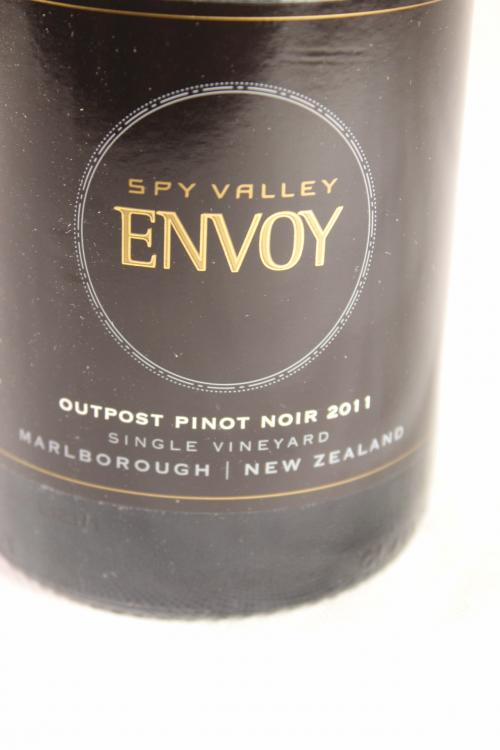 SPY VALLEY
ENVOY
OUTPOST PINOT NOIR 2011
SINGLE VINEYARD
MARLBOROUGH | NEW ZEALAND